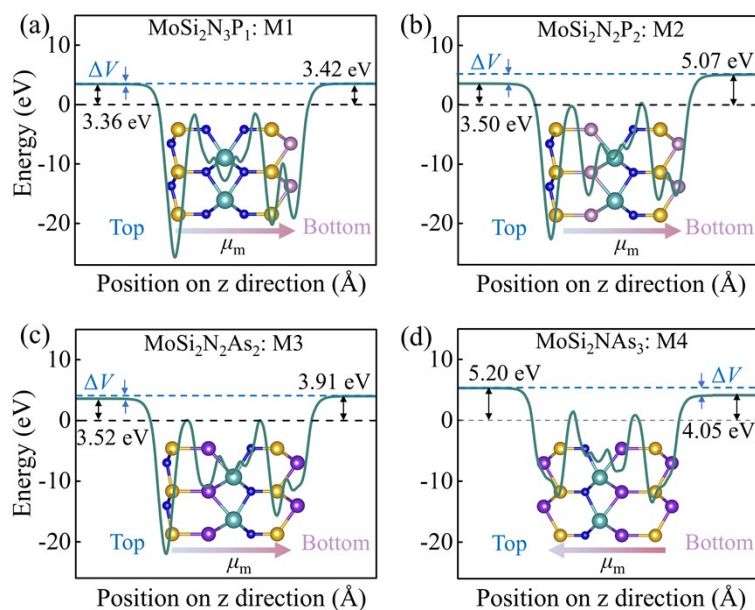 (a) MoSi₂N₃P₁: M1
10
0
-10
-20
Energy (eV)
ΔV
3.42 eV
3.36 eV
Top
Bottom
μm
Position on z direction (Å)
(b) MoSi₂N₂P₂: M2
10
0
-10
-20
ΔV
5.07 eV
3.50 eV
Top
Bottom
μm
Position on z direction (Å)
(c) MoSi₂N₂As₂: M3
10
0
-10
-20
Energy (eV)
ΔV
3.91 eV
3.52 eV
Top
Bottom
μm
Position on z direction (Å)
(d) MoSi₂NAs₃: M4
10
0
-10
-20
5.20 eV
ΔV
4.05 eV
Top
Bottom
μm
Position on z direction (Å)